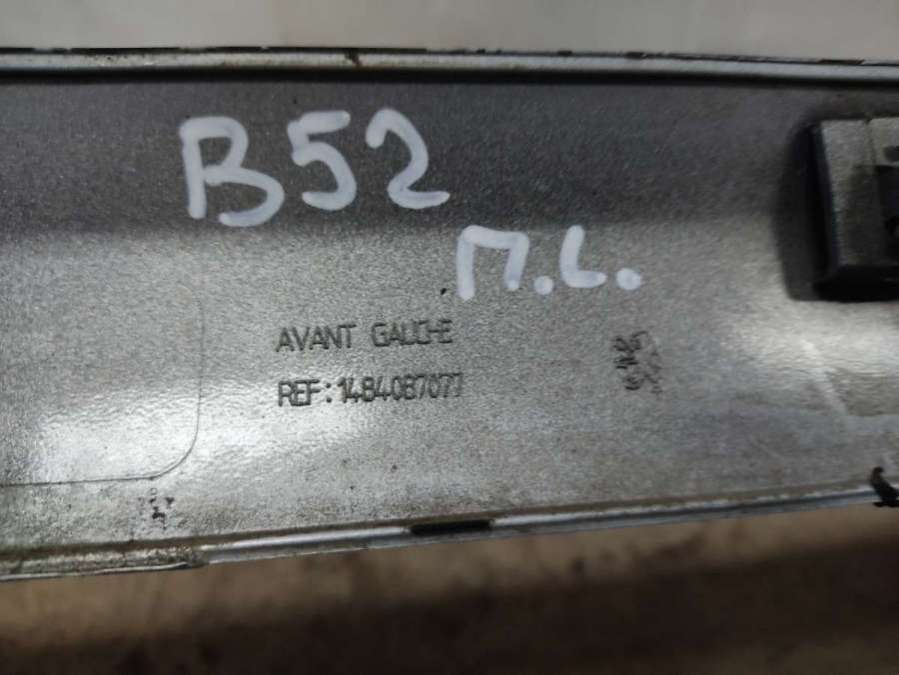 B52
П.L.
AVANT GAUCHE
REF:1484087077